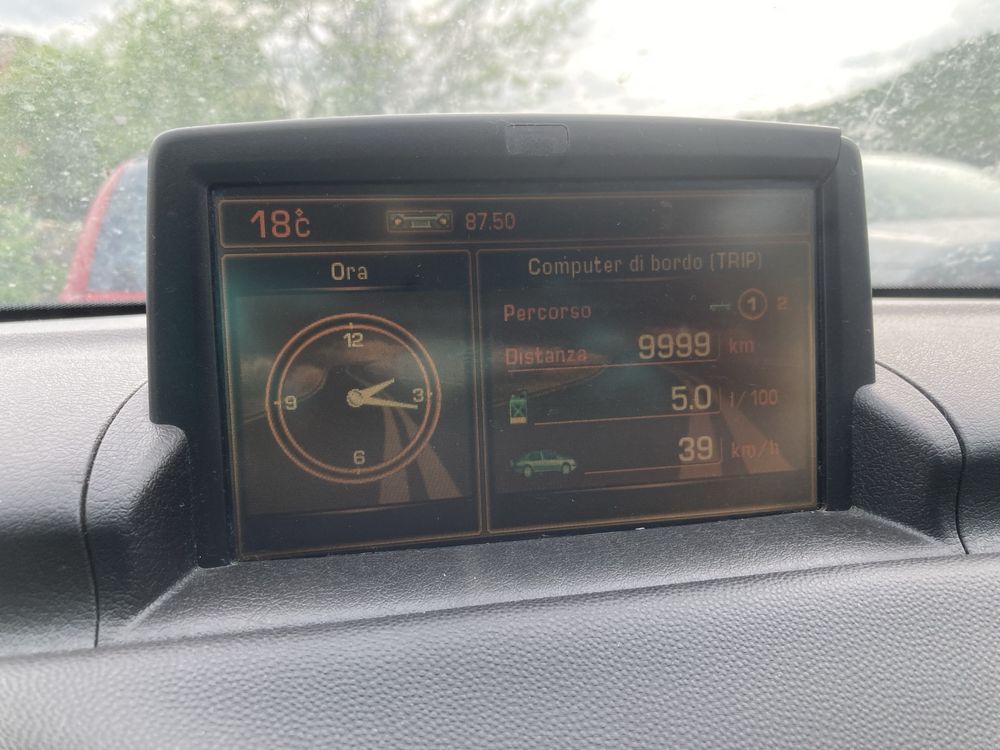 18°C 87.50
Ora
12
9 3
6
Computer di bordo (TRIP)
Percorso 1 2
Distanza 9999 km
5.0 l/100
39 km/h